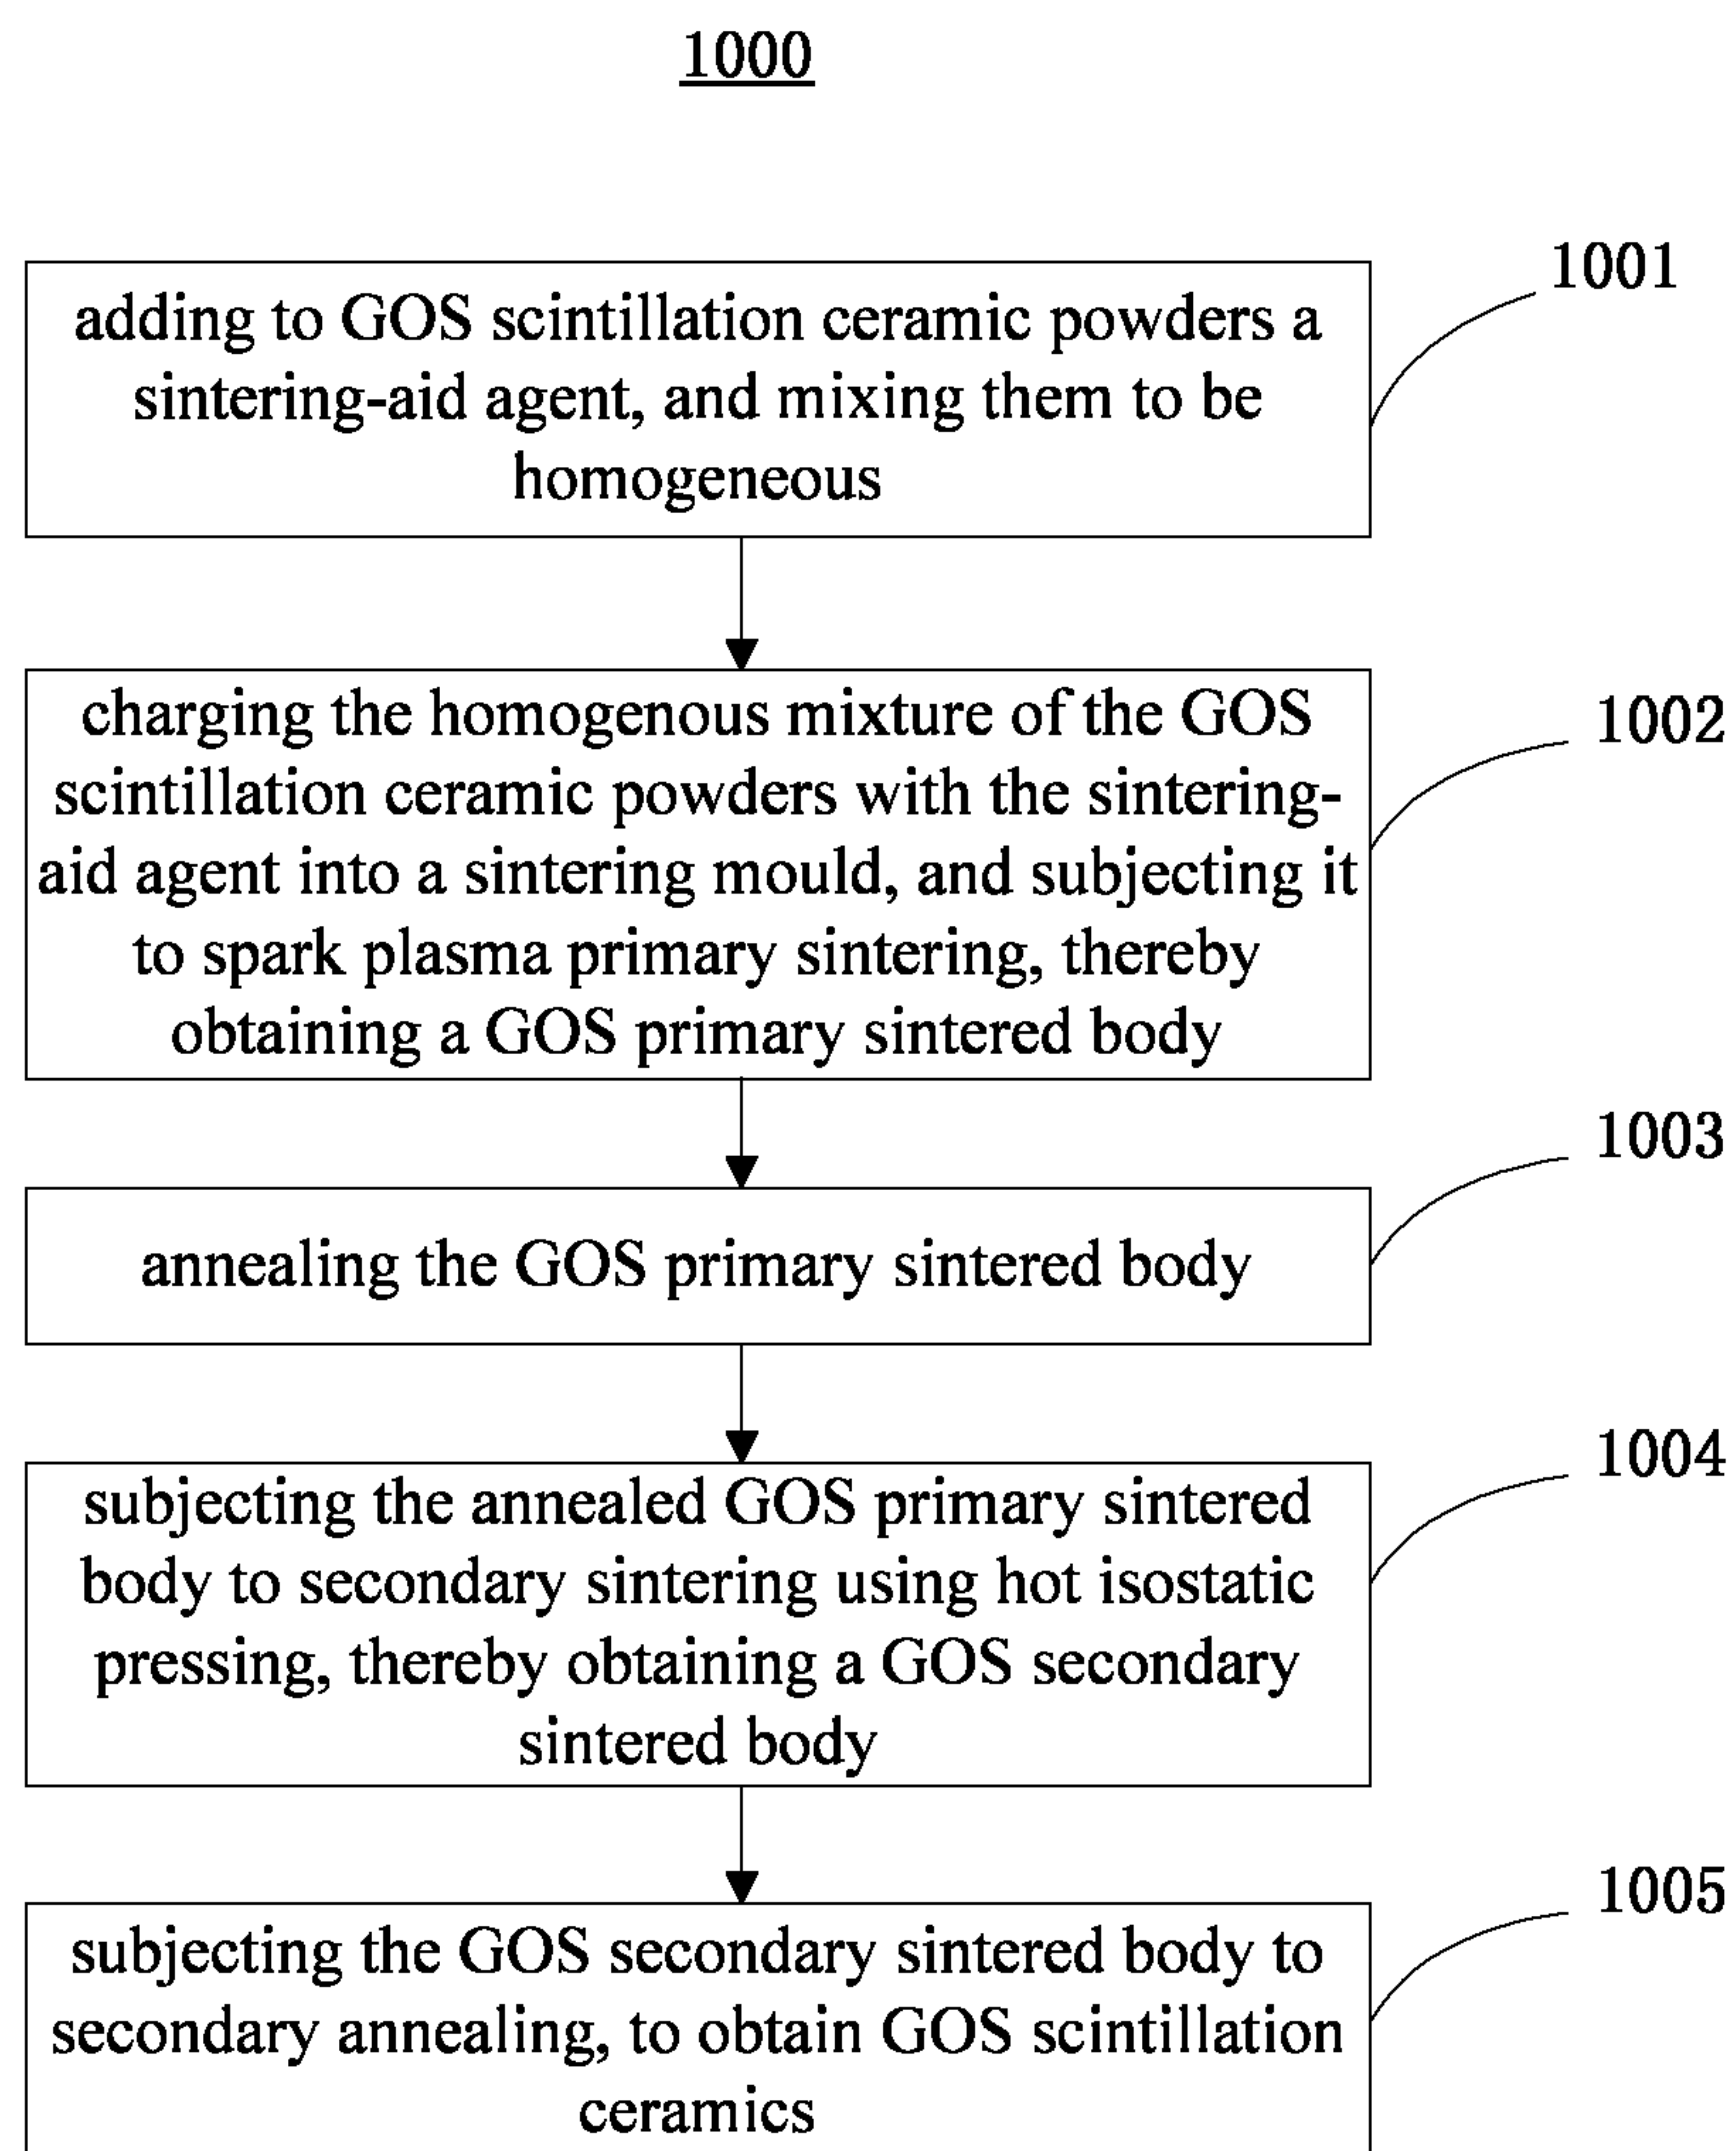 1000
1001
adding to GOS scintillation ceramic powders a
sintering-aid agent, and mixing them to be
homogeneous
1002
charging the homogenous mixture of the GOS
scintillation ceramic powders with the sintering-
aid agent into a sintering mould, and subjecting it
to spark plasma primary sintering, thereby
obtaining a GOS primary sintered body
1003
annealing the GOS primary sintered body
1004
subjecting the annealed GOS primary sintered
body to secondary sintering using hot isostatic
pressing, thereby obtaining a GOS secondary
sintered body
1005
subjecting the GOS secondary sintered body to
secondary annealing, to obtain GOS scintillation
ceramics